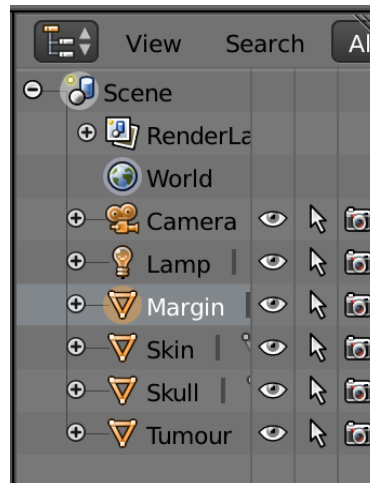 View Search Al
Scene
RenderLa
World
Camera
Lamp
Margin
Skin
Skull
Tumour